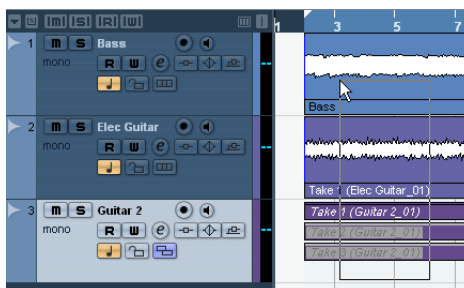 [m] [S] [R] [W] 1 3 5 7
1 m S Bass
mono R W e
Bass
2 m S Elec Guitar
mono R W e
Take 1 (Elec Guitar_01)
3 m S Guitar 2
mono R W e
Take 1 (Guitar 2_01)
Take 2 (Guitar 2_01)
Take 3 (Guitar 2_01)